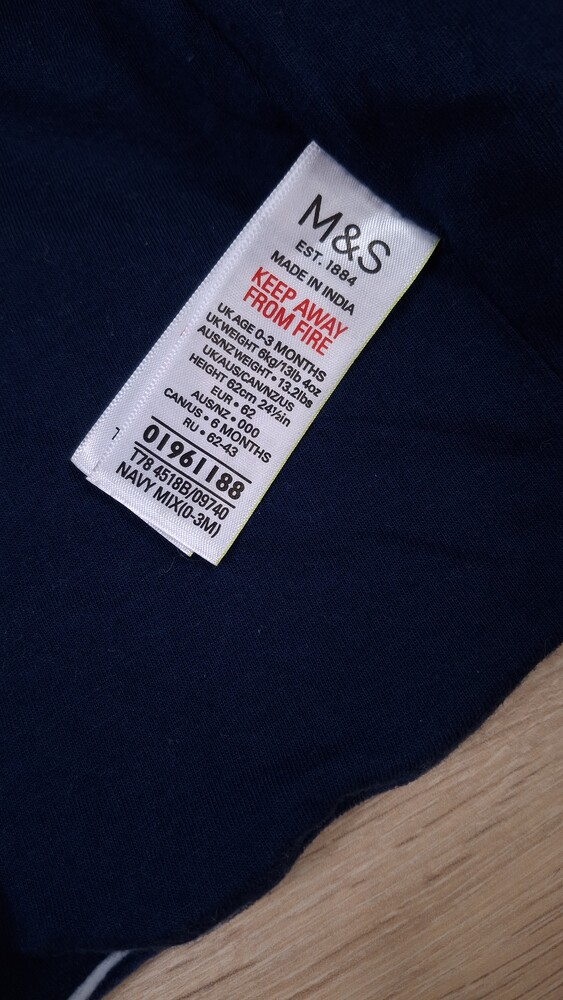 M&S
EST. 1884
MADE IN INDIA
KEEP AWAY
FROM FIRE
UK AGE 0-3 MONTHS
UK WEIGHT 6kg/13lb 4oz
AUS/NZ WEIGHT • 13.2lbs
UK/AUS/CAN/NZ/US
HEIGHT 62cm 24½in
EUR • 62
AUS/NZ • 000
CAN/US • 6 MONTHS
RU • 62-43
01961188
T78 4518B/09740
NAVY MIX(0-3M)
1